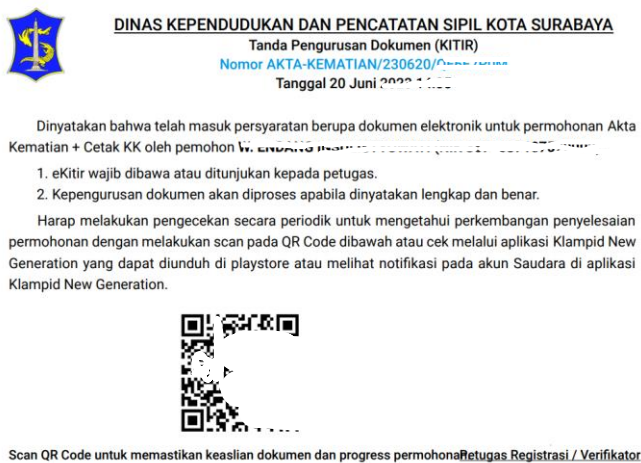 DINAS KEPENDUDUKAN DAN PENCATATAN SIPIL KOTA SURABAYA
Tanda Pengurusan Dokumen (KITIR)
Nomor AKTA-KEMATIAN/230620/
Tanggal 20 Juni
Dinyatakan bahwa telah masuk persyaratan berupa dokumen elektronik untuk permohonan Akta
Kematian + Cetak KK oleh pemohon
1. eKitir wajib dibawa atau ditunjukan kepada petugas.
2. Kepengurusan dokumen akan diproses apabila dinyatakan lengkap dan benar.
Harap melakukan pengecekan secara periodik untuk mengetahui perkembangan penyelesaian
permohonan dengan melakukan scan pada QR Code dibawah atau cek melalui aplikasi Klampid New
Generation yang dapat diunduh di playstore atau melihat notifikasi pada akun Saudara di aplikasi
Klampid New Generation.
Scan QR Code untuk memastikan keaslian dokumen dan progress permohonan Petugas Registrasi / Verifikator